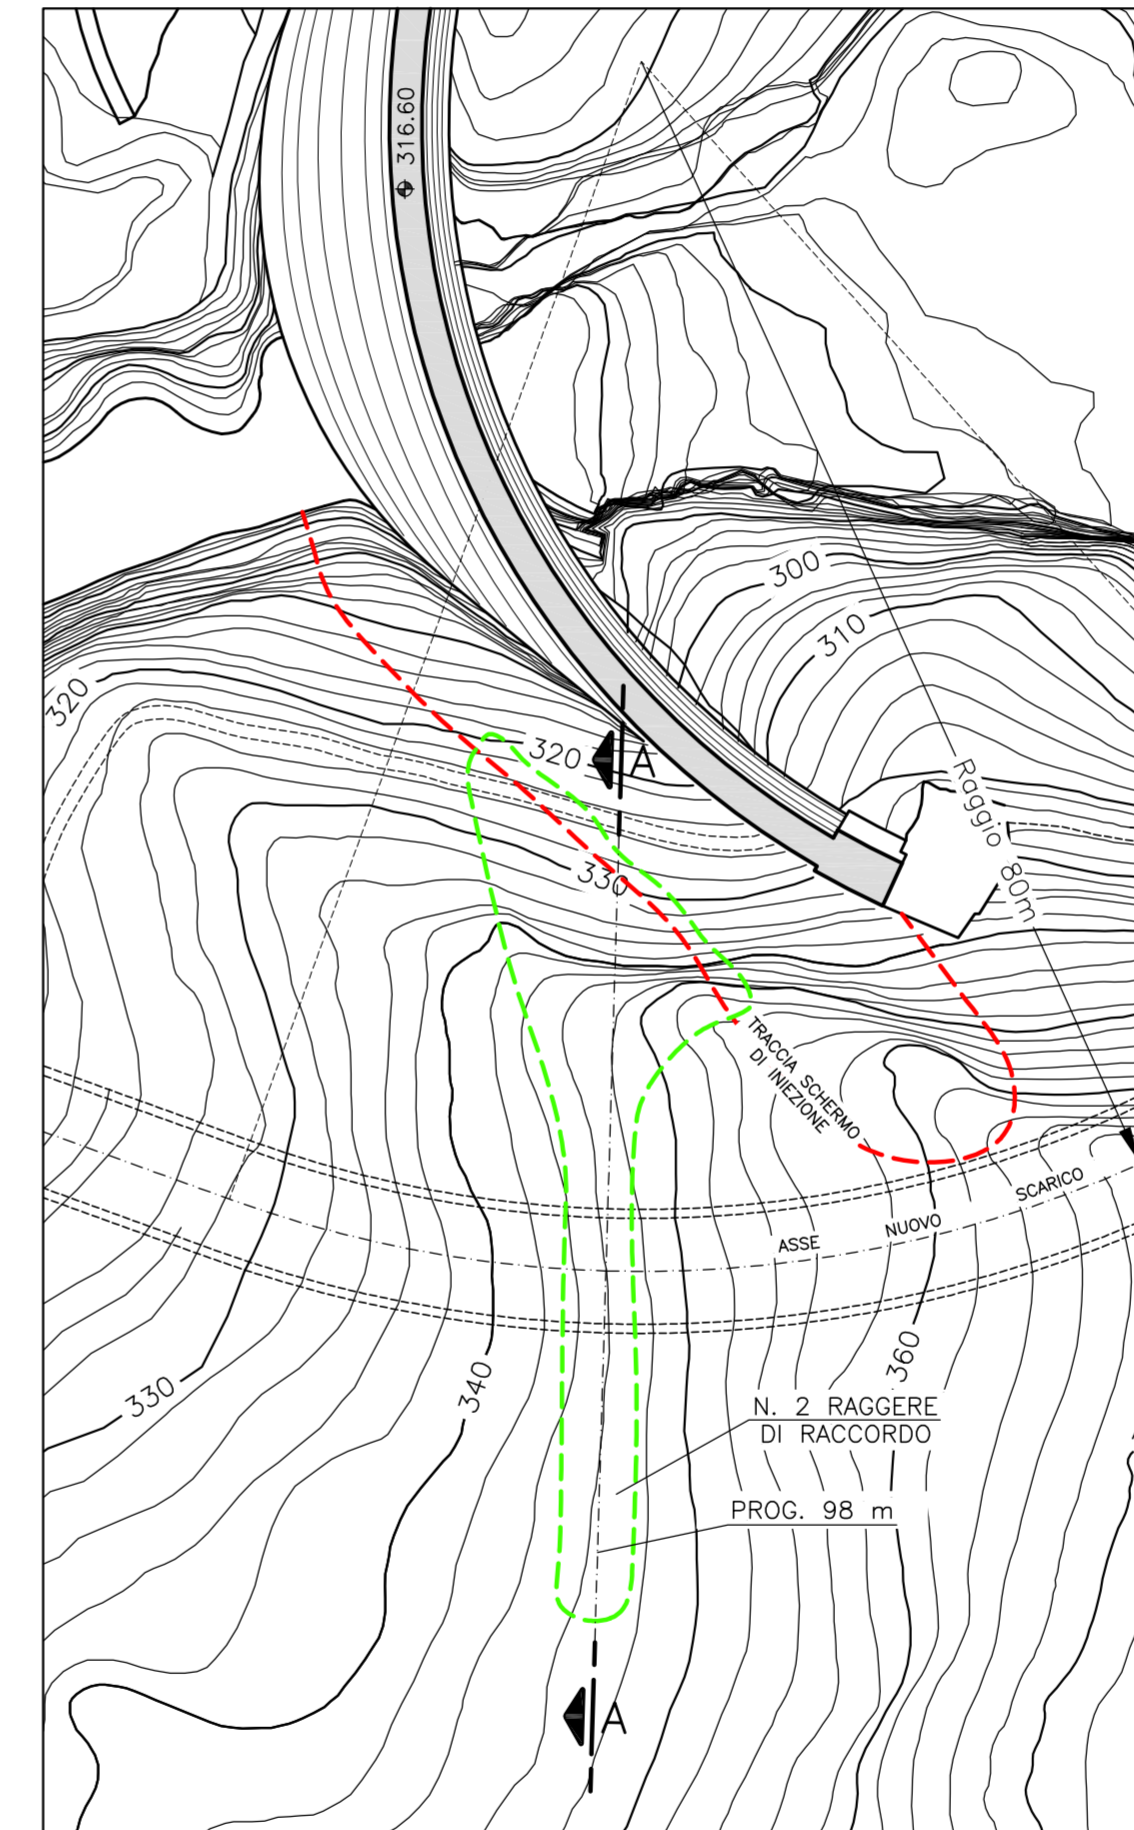 316.60
300
310
320
320
A
Raggio 80m
330
TRACCIA SCHERMO
DI INIEZIONE
SCARICO
NUOVO
ASSE
360
340
330
N. 2 RAGGERE
DI RACCORDO
PROG. 98 m
A